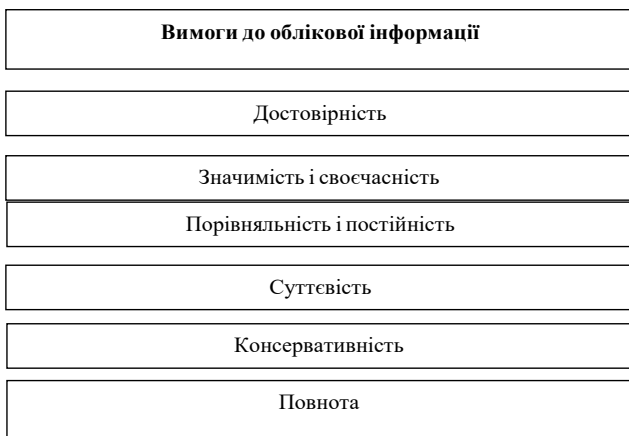 Вимоги до облікової інформації
Достовірність
Значимість і своєчасність
Порівняльність і постійність
Суттєвість
Консервативність
Повнота